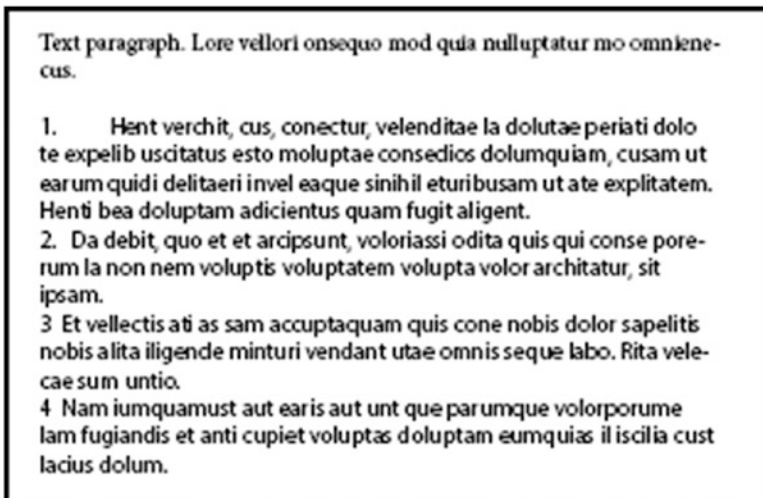 Text paragraph. Lore vellori onsequo mod quia nulluptatur mo omniene-
cus.
1. Hent verchit, cus, conectur, velenditae la dolutae periati dolo
te expelib uscitatus esto moluptae consedios dolumquiam, cusam ut
earum quidi delitaeri invel eaque sinihil eturibusam ut ate explitatem.
Henti bea doluptam adicientus quam fugit aligent.
2. Da debit, quo et et arcipsunt, voloriassi odita quis qui conse pore-
rum la non nem voluptis voluptatem volupta volor architatur, sit
ipsam.
3 Et vellectis ati as sam accuptaquam quis cone nobis dolor sapelitis
nobis alita iligende minturi vendant utae omnis seque labo. Rita vele-
cae sum untio.
4 Nam iumquamust aut earis aut unt que parumque volorporume
lam fugiandis et anti cupiet voluptas doluptam eumquias il iscilia cust
lacius dolum.